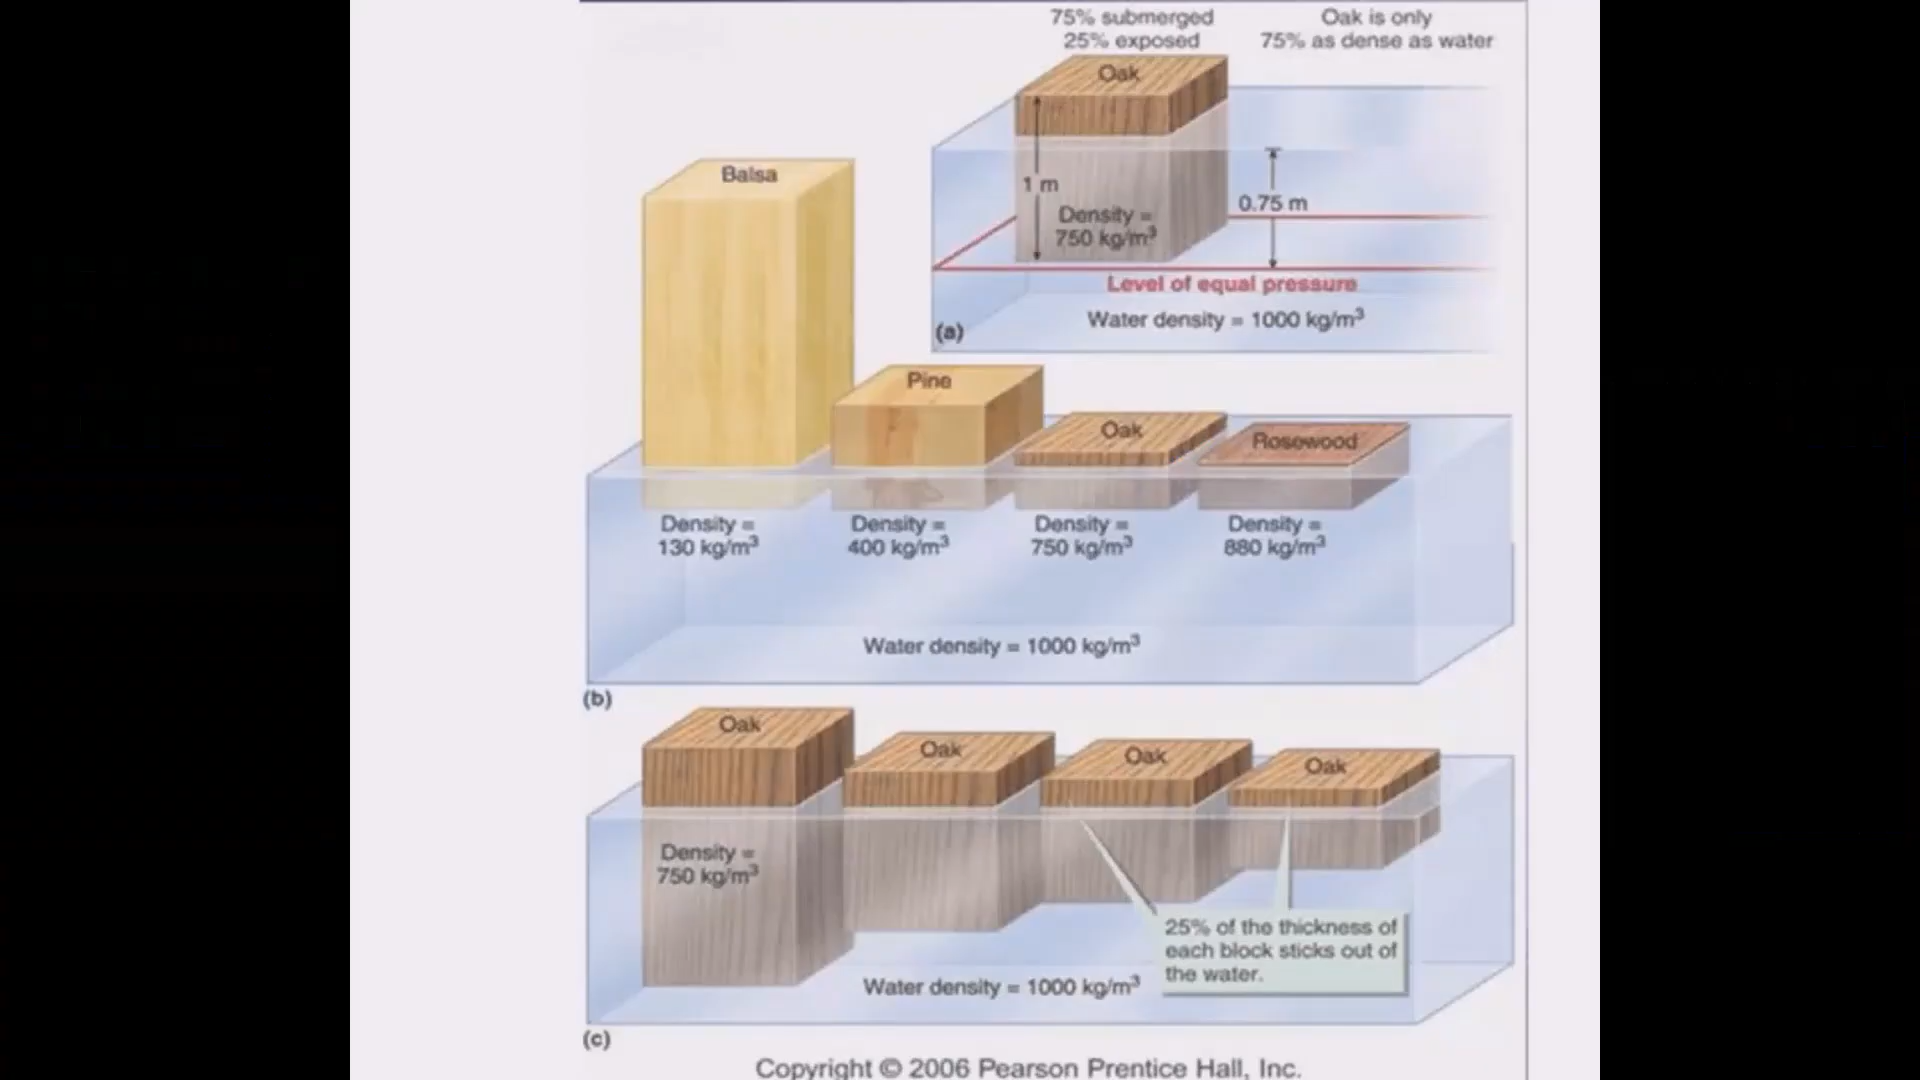 75% submerged
25% exposed
Oak is only
75% as dense as water
Oak
1 m
0.75 m
Density =
750 kg/m³
Level of equal pressure
Water density = 1000 kg/m³
(a)
Balsa
Pine
Oak
Rosewood
Density =
130 kg/m³
Density =
400 kg/m³
Density =
750 kg/m³
Density =
880 kg/m³
Water density = 1000 kg/m³
(b)
Oak
Oak
Oak
Oak
Density =
750 kg/m³
25% of the thickness of
each block sticks out of
the water.
Water density = 1000 kg/m³
(c)
Copyright © 2006 Pearson Prentice Hall, Inc.